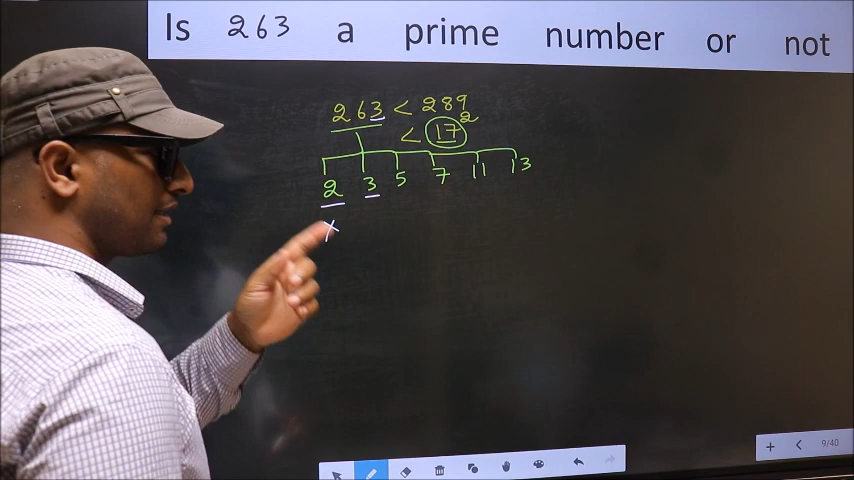 Is 263 a prime number or not
263 < 289
< 17²
2 3 5 7 11 13
×
9/40